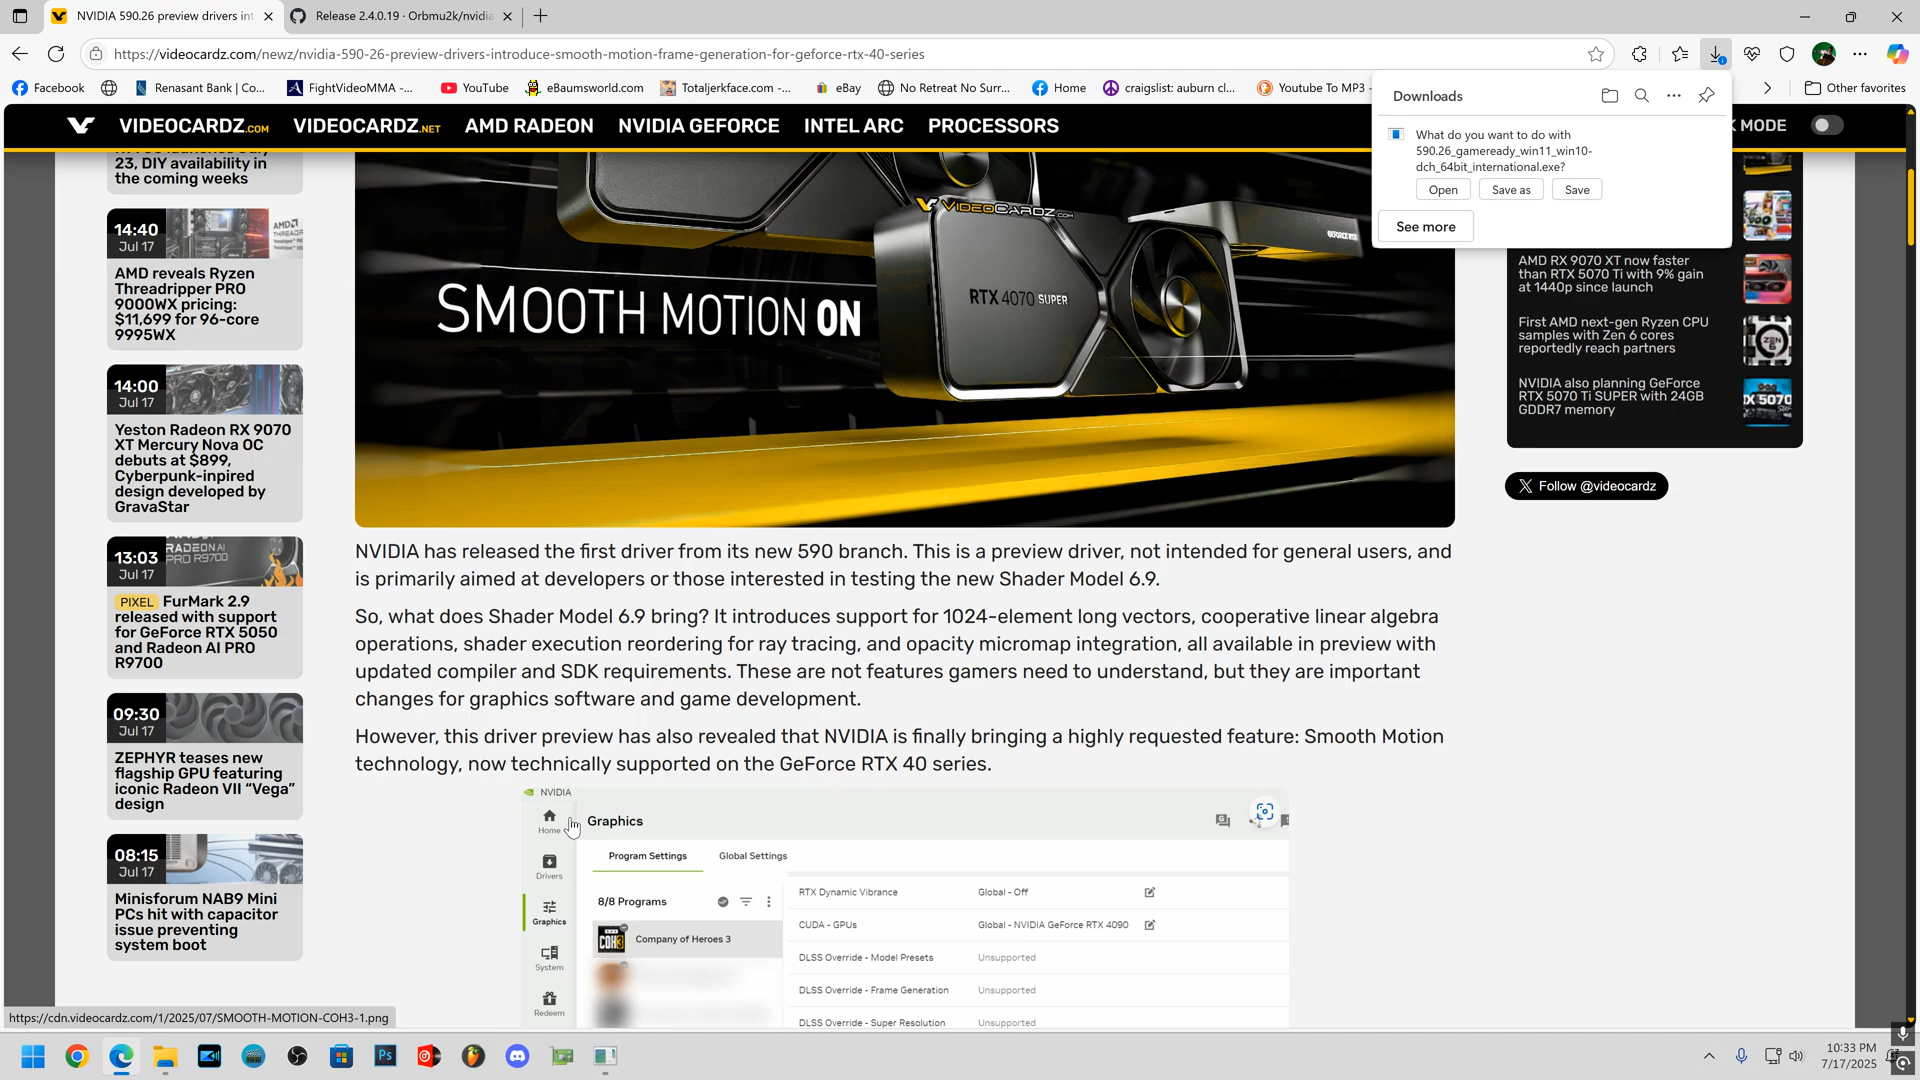 NVIDIA 590.26 preview drivers int
Release 2.4.0.19 · Orbmu2k/nvidia
https://videocardz.com/newz/nvidia-590-26-preview-drivers-introduce-smooth-motion-frame-generation-for-geforce-rtx-40-series
Facebook
Renasant Bank | Co...
FightVideoMMA -...
YouTube
eBaumsworld.com
Totaljerkface.com -...
eBay
No Retreat No Surr...
Home
craigslist: auburn cl...
Youtube To MP3 -
Other favorites
Downloads
What do you want to do with
590.26_gameready_win11_win10-
dch_64bit_international.exe?
Open
Save as
Save
See more
VIDEOCARDZ.COM
VIDEOCARDZ.NET
AMD RADEON
NVIDIA GEFORCE
INTEL ARC
PROCESSORS
K MODE
23, DIY availability in
the coming weeks
14:40
Jul 17
AMD reveals Ryzen
Threadripper PRO
9000WX pricing:
$11,699 for 96-core
9995WX
14:00
Jul 17
Yeston Radeon RX 9070
XT Mercury Nova OC
debuts at $899,
Cyberpunk-inpired
design developed by
GravaStar
13:03
Jul 17
RADEON AI
PRO R9700
PIXEL FurMark 2.9
released with support
for GeForce RTX 5050
and Radeon AI PRO
R9700
09:30
Jul 17
ZEPHYR teases new
flagship GPU featuring
iconic Radeon VII “Vega”
design
08:15
Jul 17
Minisforum NAB9 Mini
PCs hit with capacitor
issue preventing
system boot
VIDEOCARDZ.COM
RTX 4070 SUPER
SMOOTH MOTION ON
NVIDIA has released the first driver from its new 590 branch. This is a preview driver, not intended for general users, and
is primarily aimed at developers or those interested in testing the new Shader Model 6.9.
So, what does Shader Model 6.9 bring? It introduces support for 1024-element long vectors, cooperative linear algebra
operations, shader execution reordering for ray tracing, and opacity micromap integration, all available in preview with
updated compiler and SDK requirements. These are not features gamers need to understand, but they are important
changes for graphics software and game development.
However, this driver preview has also revealed that NVIDIA is finally bringing a highly requested feature: Smooth Motion
technology, now technically supported on the GeForce RTX 40 series.
NVIDIA
Home
Graphics
Drivers
Graphics
System
Redeem
Program Settings
Global Settings
8/8 Programs
COH3
Company of Heroes 3
RTX Dynamic Vibrance
Global - Off
CUDA - GPUs
Global - NVIDIA GeForce RTX 4090
DLSS Override - Model Presets
Unsupported
DLSS Override - Frame Generation
Unsupported
DLSS Override - Super Resolution
Unsupported
AMD RX 9070 XT now faster
than RTX 5070 Ti with 9% gain
at 1440p since launch
First AMD next-gen Ryzen CPU
samples with Zen 6 cores
reportedly reach partners
NVIDIA also planning GeForce
RTX 5070 Ti SUPER with 24GB
GDDR7 memory
Follow @videocardz
https://cdn.videocardz.com/1/2025/07/SMOOTH-MOTION-COH3-1.png
Ps
10:33 PM
7/17/2025